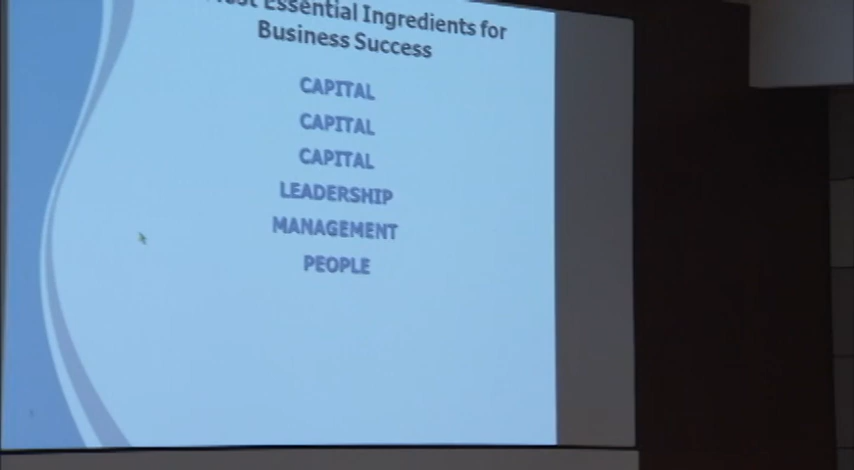 Essential Ingredients for
Business Success
CAPITAL
CAPITAL
CAPITAL
LEADERSHIP
MANAGEMENT
PEOPLE